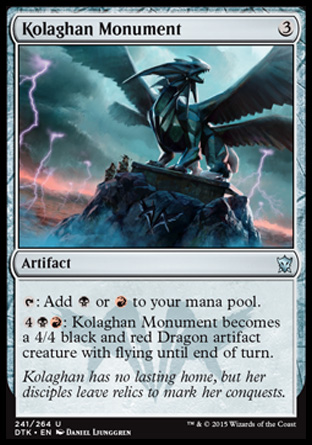 Kolaghan Monument 3
Artifact
: Add or to your mana pool.
4 : Kolaghan Monument becomes
a 4/4 black and red Dragon artifact
creature with flying until end of turn.
Kolaghan has no lasting home, but her
disciples leave relics to mark her conquests.
241/264 U
DTK • EN Daniel Ljunggren
™ & © 2015 Wizards of the Coast